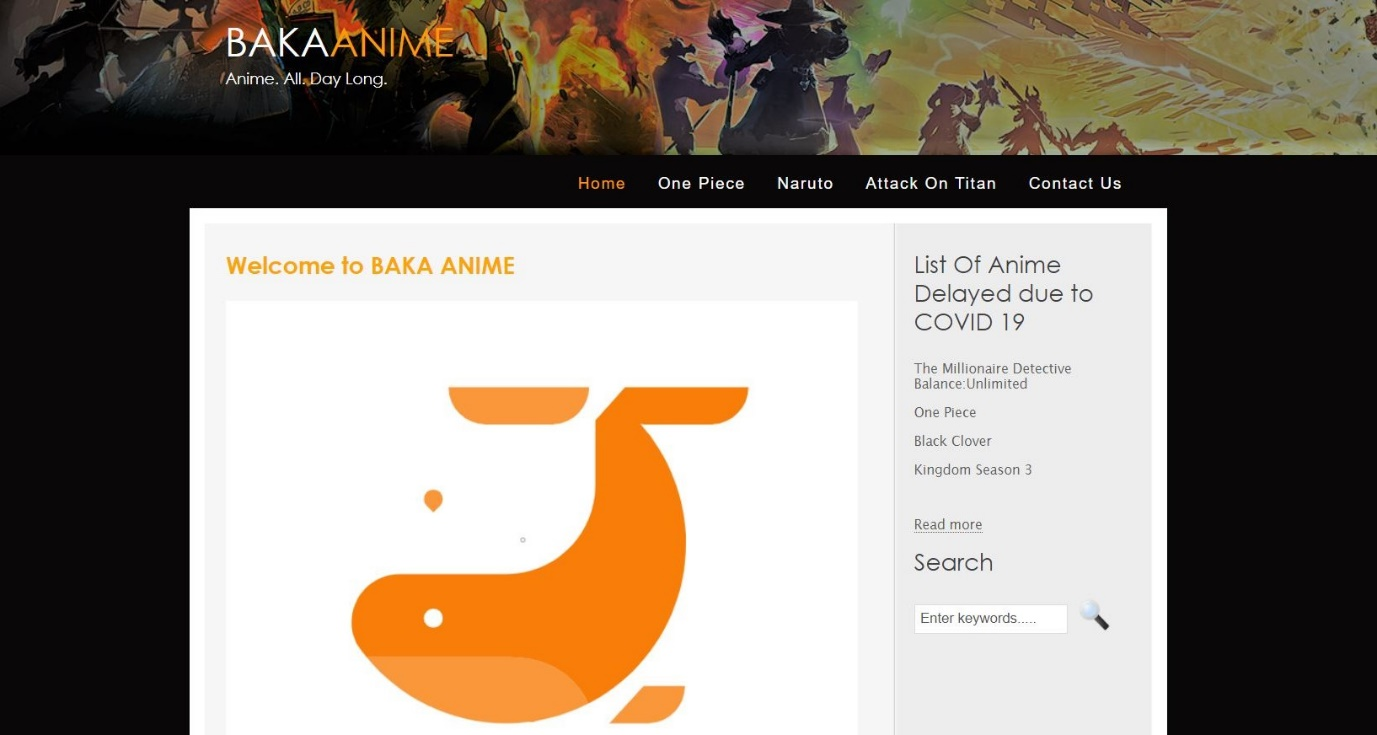 BAKAANIME
Anime. All. Day Long.
Home One Piece Naruto Attack On Titan Contact Us
Welcome to BAKA ANIME
List Of Anime
Delayed due to
COVID 19
The Millionaire Detective
Balance:Unlimited
One Piece
Black Clover
Kingdom Season 3
Read more
Search
Enter keywords.....